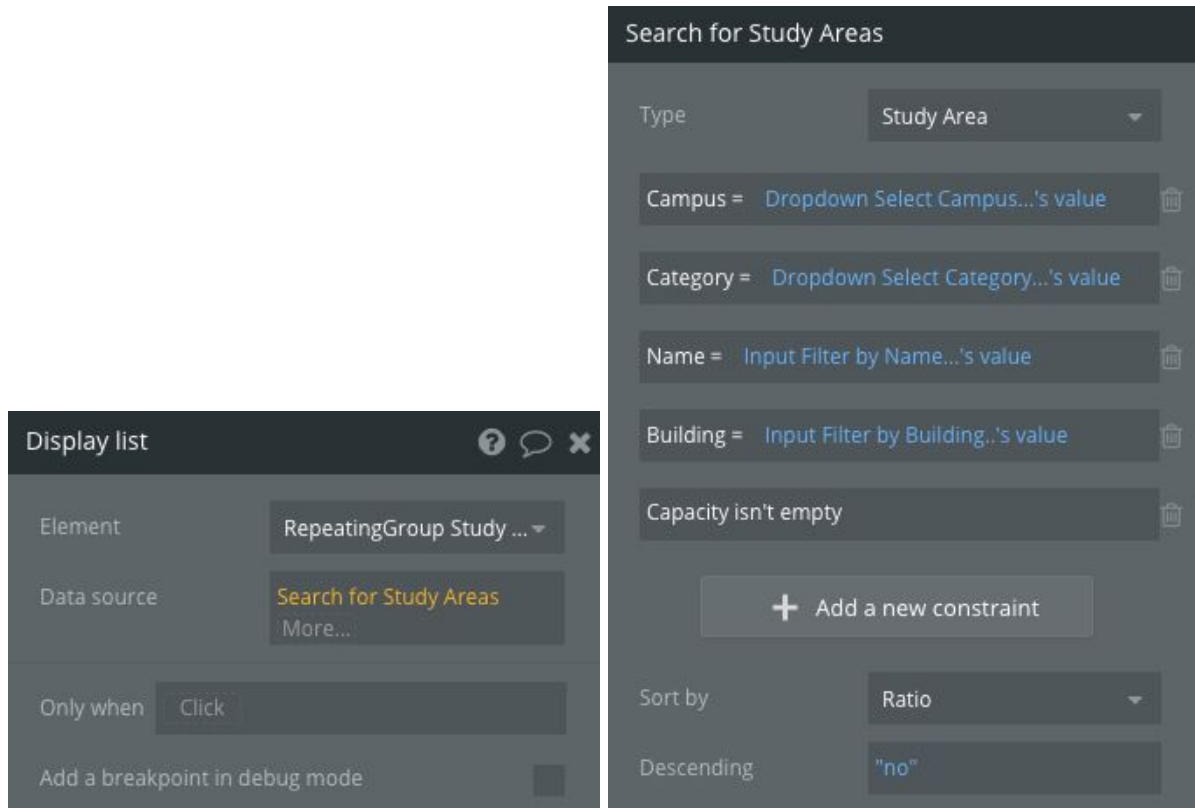 Display list
Element
RepeatingGroup Study ...
Data source
Search for Study Areas
More...
Only when
Click
Add a breakpoint in debug mode
Search for Study Areas
Type
Study Area
Campus = Dropdown Select Campus...'s value
Category = Dropdown Select Category...'s value
Name = Input Filter by Name...'s value
Building = Input Filter by Building..'s value
Capacity isn't empty
+ Add a new constraint
Sort by
Ratio
Descending
"no"